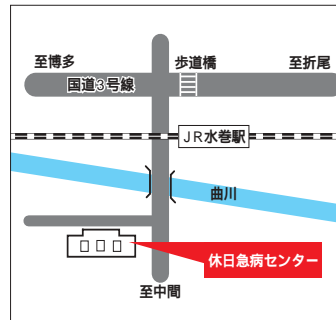 至博多
歩道橋
至折尾
国道3号線
JR水巻駅
曲川
休日急病センター
至中間